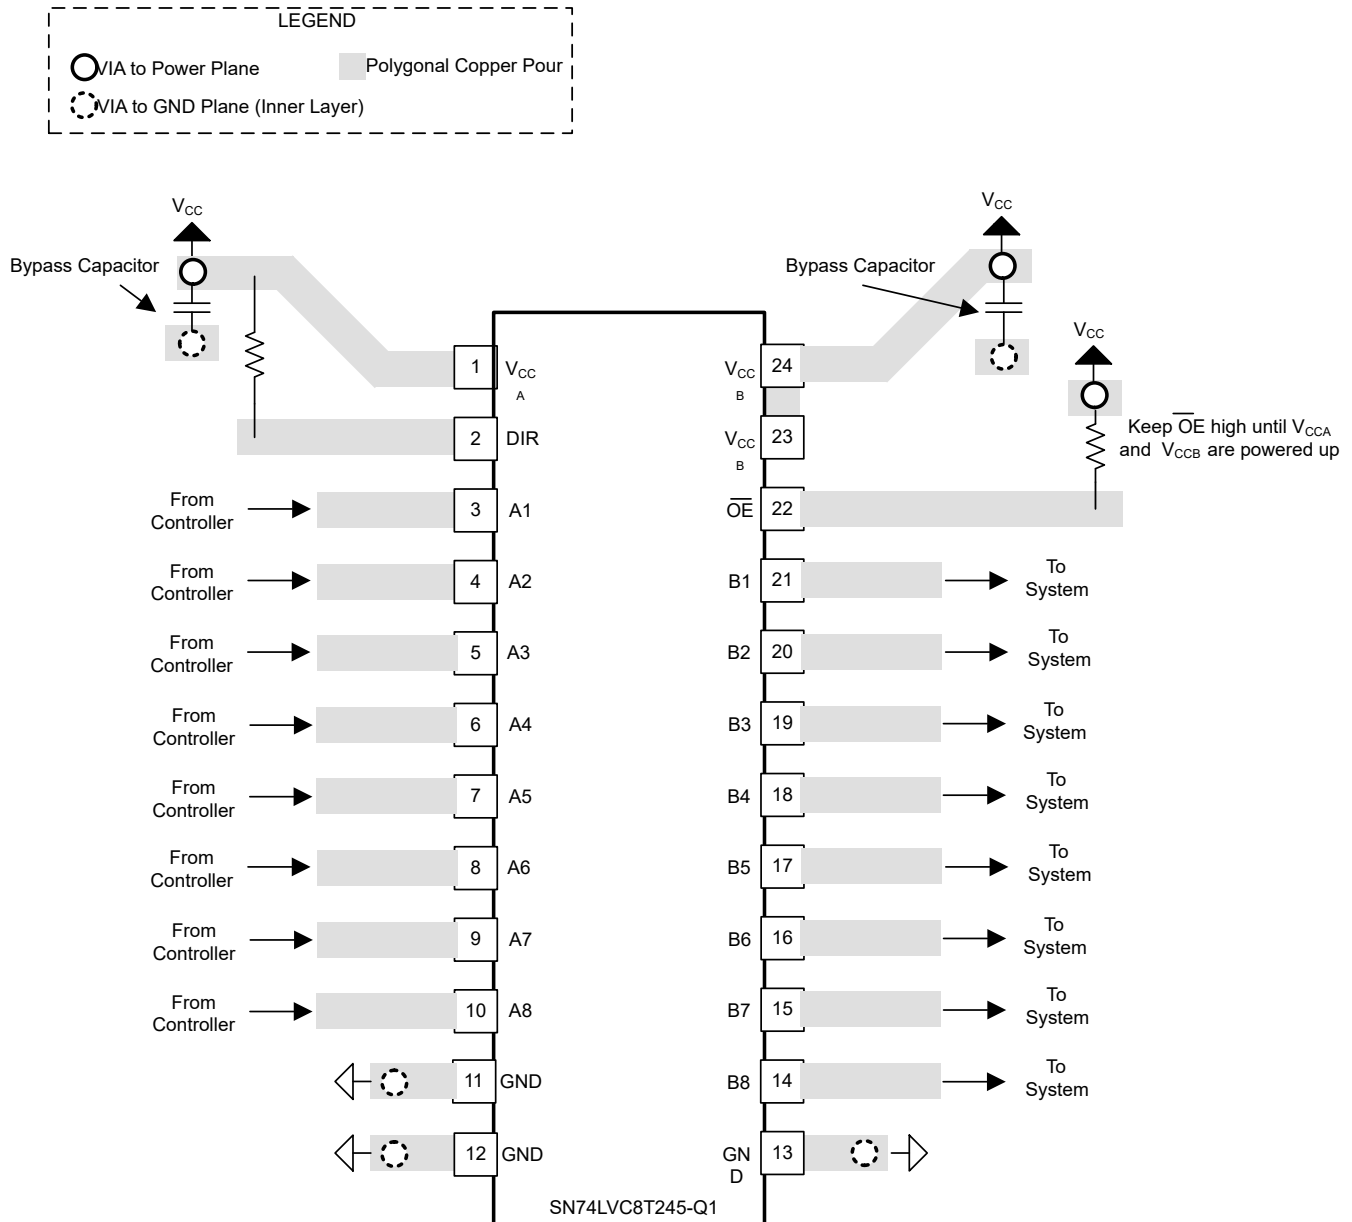 LEGEND
VIA to Power Plane
Polygonal Copper Pour
VIA to GND Plane (Inner Layer)
VCC
VCC
Bypass Capacitor
Bypass Capacitor
VCC
Keep OE high until VCCA
and VCCB are powered up
1 VCC
A
VCC 24
B
2 DIR
VCC 23
B
From
Controller
3 A1
OE 22
From
Controller
4 A2
B1 21
To
System
From
Controller
5 A3
B2 20
To
System
From
Controller
6 A4
B3 19
To
System
From
Controller
7 A5
B4 18
To
System
From
Controller
8 A6
B5 17
To
System
From
Controller
9 A7
B6 16
To
System
From
Controller
10 A8
B7 15
To
System
11 GND
B8 14
To
System
12 GND
GN 13
D
SN74LVC8T245-Q1